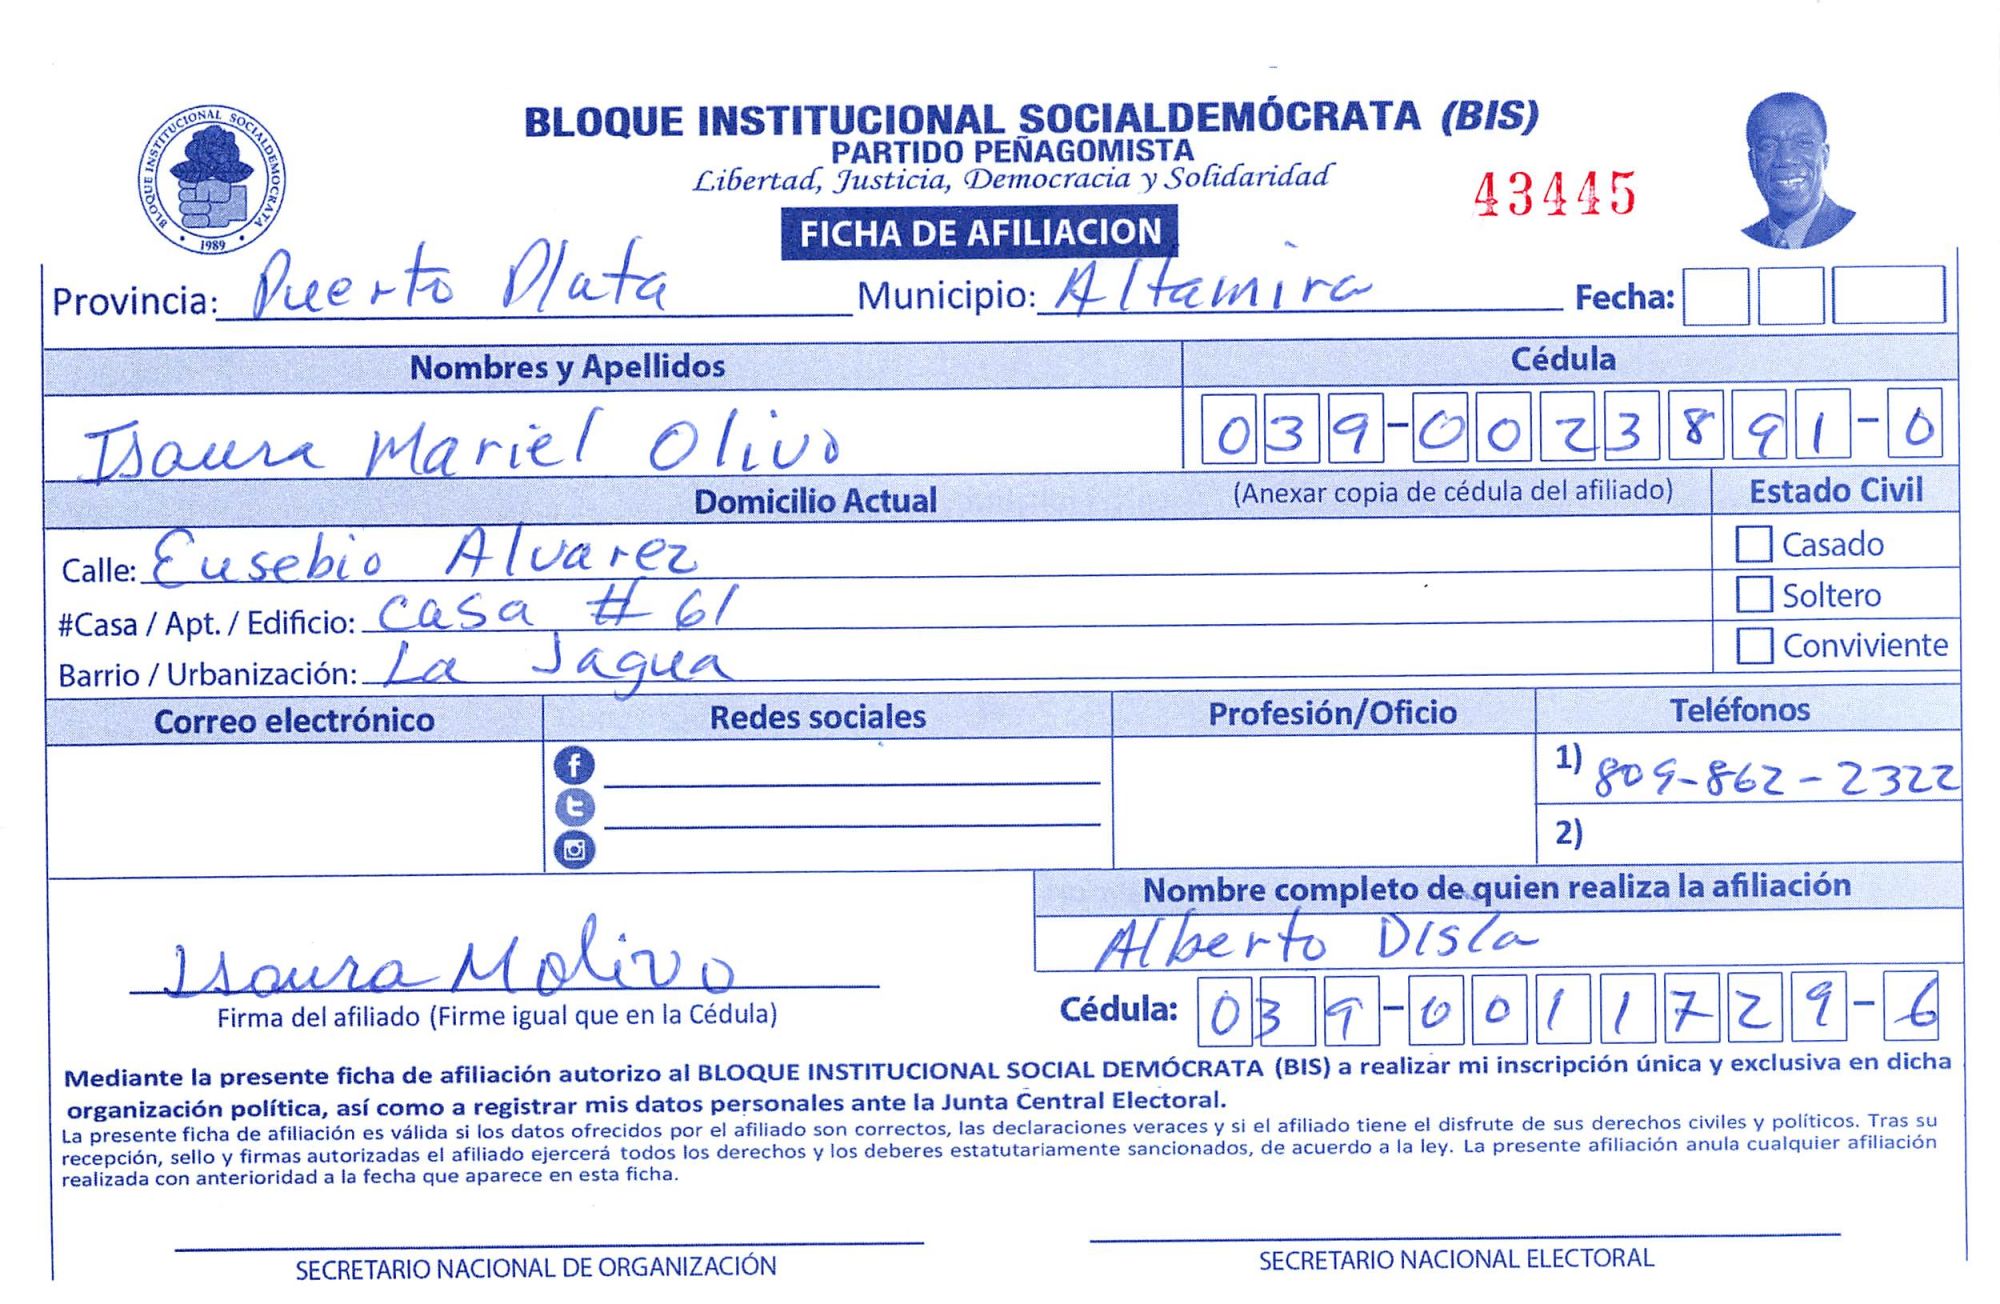 BLOQUE INSTITUCIONAL SOCIALDEMÓCRATA (BIS)
PARTIDO PEÑAGOMISTA
Libertad, Justicia, Democracia y Solidaridad
43445
BLOQUE INSTITUCIONAL SOCIALDEMOCRATA
1989
FICHA DE AFILIACION
Provincia: Puerto Plata Municipio: Altamira Fecha:
Nombres y Apellidos Cédula
Isaura Mariel Olivo 039-0023891-0
Domicilio Actual (Anexar copia de cédula del afiliado) Estado Civil
Calle: Eusebio Alvarez Casado
#Casa / Apt. / Edificio: Casa # 61 Soltero
Barrio / Urbanización: La Jagua Conviviente
Correo electrónico Redes sociales Profesión/Oficio Teléfonos
1) 809-862-2322
2)
Nombre completo de quien realiza la afiliación
Alberto Disla
Isaura Molivo
Firma del afiliado (Firme igual que en la Cédula) Cédula: 039-0011729-6
Mediante la presente ficha de afiliación autorizo al BLOQUE INSTITUCIONAL SOCIAL DEMÓCRATA (BIS) a realizar mi inscripción única y exclusiva en dicha
organización política, así como a registrar mis datos personales ante la Junta Central Electoral.
La presente ficha de afiliación es válida si los datos ofrecidos por el afiliado son correctos, las declaraciones veraces y si el afiliado tiene el disfrute de sus derechos civiles y políticos. Tras su
recepción, sello y firmas autorizadas el afiliado ejercerá todos los derechos y los deberes estatutariamente sancionados, de acuerdo a la ley. La presente afiliación anula cualquier afiliación
realizada con anterioridad a la fecha que aparece en esta ficha.
SECRETARIO NACIONAL DE ORGANIZACIÓN SECRETARIO NACIONAL ELECTORAL